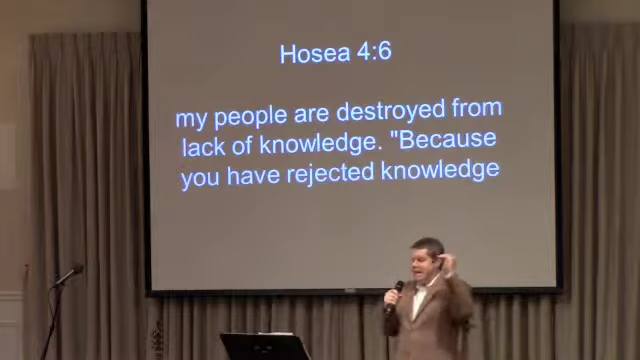 Hosea 4:6
my people are destroyed from
lack of knowledge. "Because
you have rejected knowledge